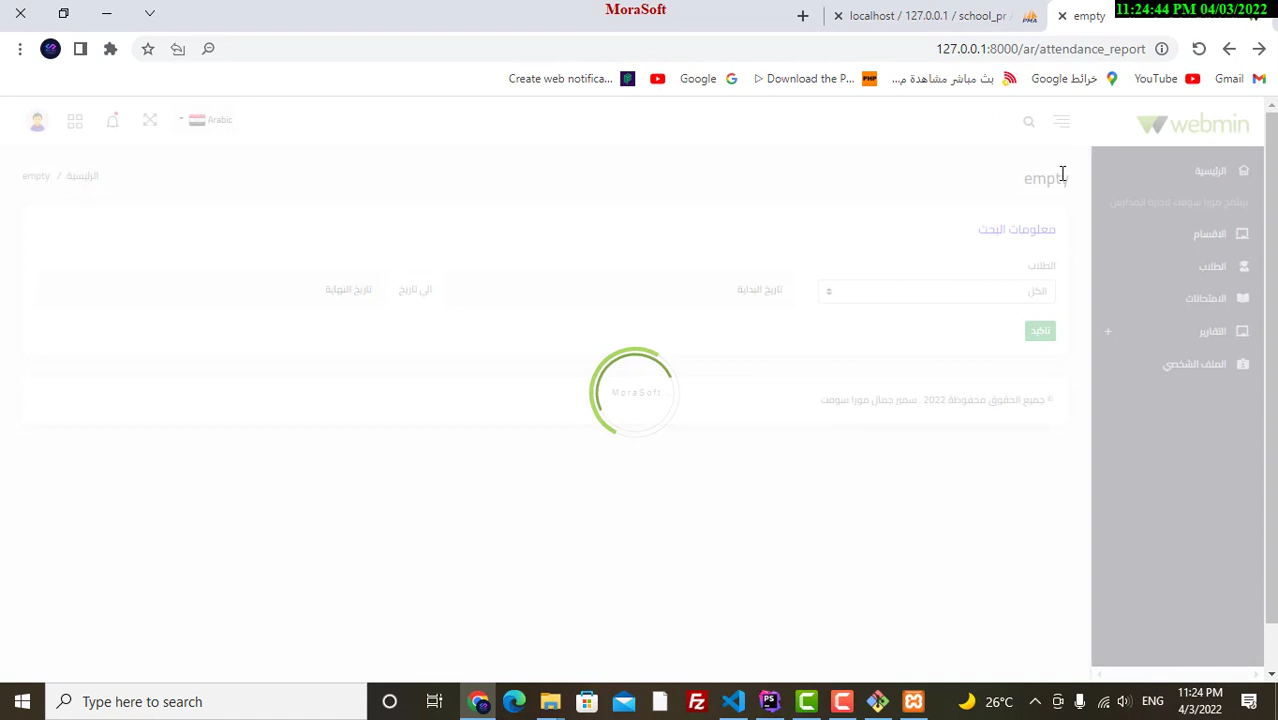 MoraSoft
11:24:44 PM 04/03/2022
localhost / 127.0.0.1 / school_pr
empty
127.0.0.1:8000/ar/attendance_report
Create web notifica...
Google
Download the P...
بث مباشر مشاهدة م...
خرائط Google
YouTube
Gmail
Arabic
webmin
الرئيسية
برنامج مورا سوفت لادارة المدارس
الاقسام
الطلاب
الامتحانات
التقارير
الملف الشخصي
empty
الرئيسية / empty
معلومات البحث
الطلاب
الكل
تاريخ البداية
الي تاريخ
تاريخ النهاية
تاكيد
MoraSoft..
© جميع الحقوق محفوظة 2022 . سمير جمال مورا سوفت
Type here to search
26°C
ENG
11:24 PM
4/3/2022